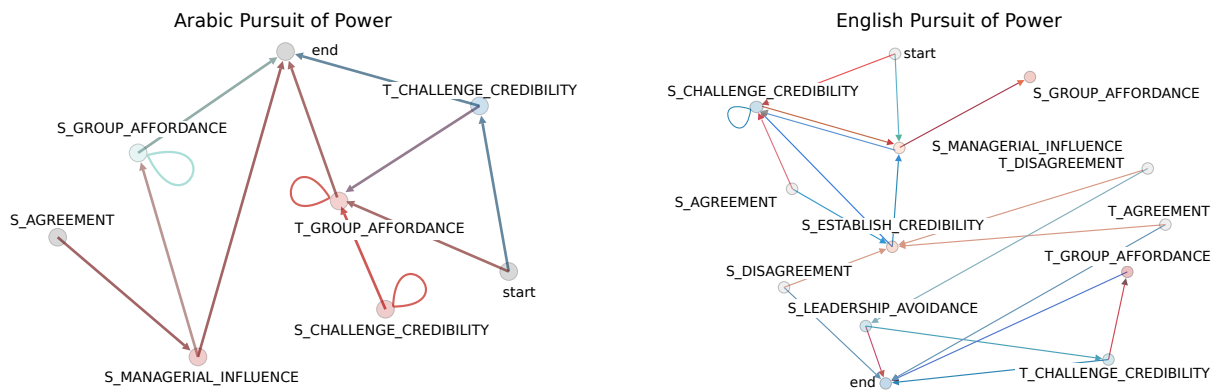 Arabic Pursuit of Power
end
T_CHALLENGE_CREDIBILITY
S_GROUP_AFFORDANCE
S_AGREEMENT
T_GROUP_AFFORDANCE
start
S_CHALLENGE_CREDIBILITY
S_MANAGERIAL_INFLUENCE
English Pursuit of Power
start
S_CHALLENGE_CREDIBILITY
S_GROUP_AFFORDANCE
S_MANAGERIAL_INFLUENCE
T_DISAGREEMENT
S_AGREEMENT
T_AGREEMENT
S_ESTABLISH_CREDIBILITY
T_GROUP_AFFORDANCE
S_DISAGREEMENT
S_LEADERSHIP_AVOIDANCE
T_CHALLENGE_CREDIBILITY
end